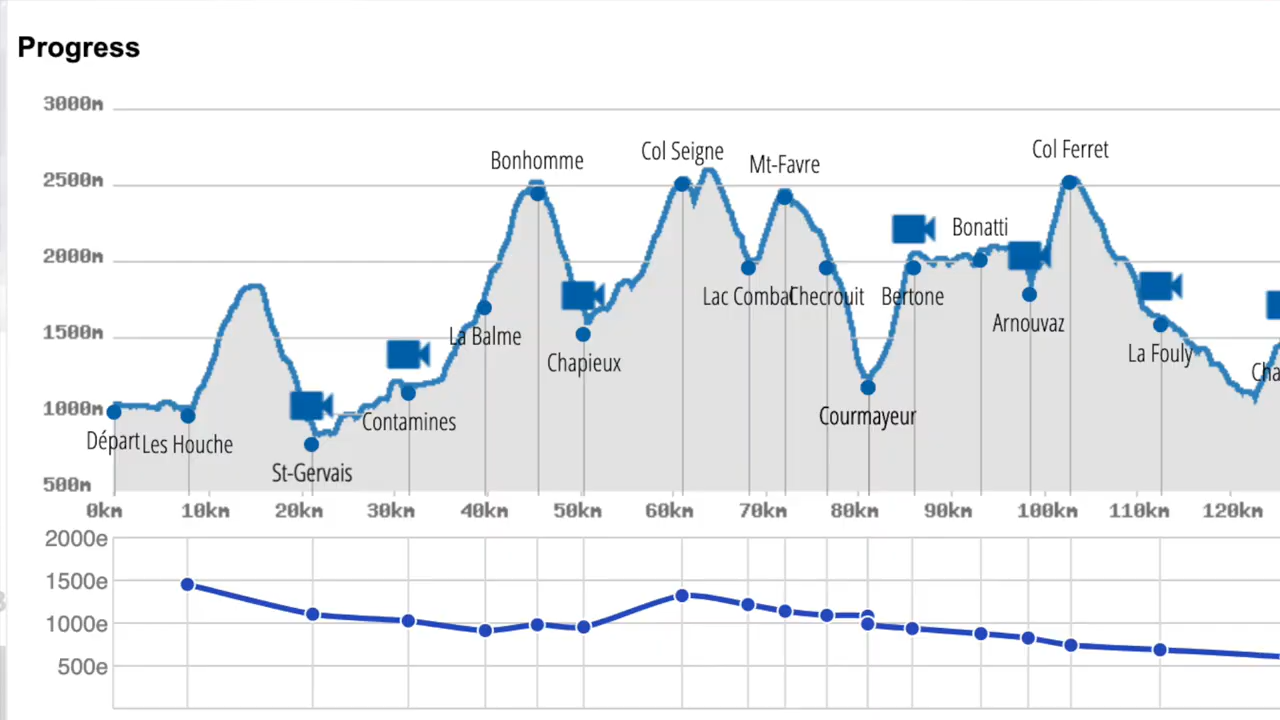 Progress
3000m
Col Ferret
Col Seigne
Bonhomme
Mt-Favre
2500m
Bonatti
2000m
Lac Combal
Checrouit
Bertone
Arnouvaz
1500m
La Balme
La Fouly
Chapieux
Cha
1000m
Courmayeur
Contamines
Départ
Les Houche
St-Gervais
500m
0km 10km 20km 30km 40km 50km 60km 70km 80km 90km 100km 110km 120km
2000e
1500e
1000e
500e